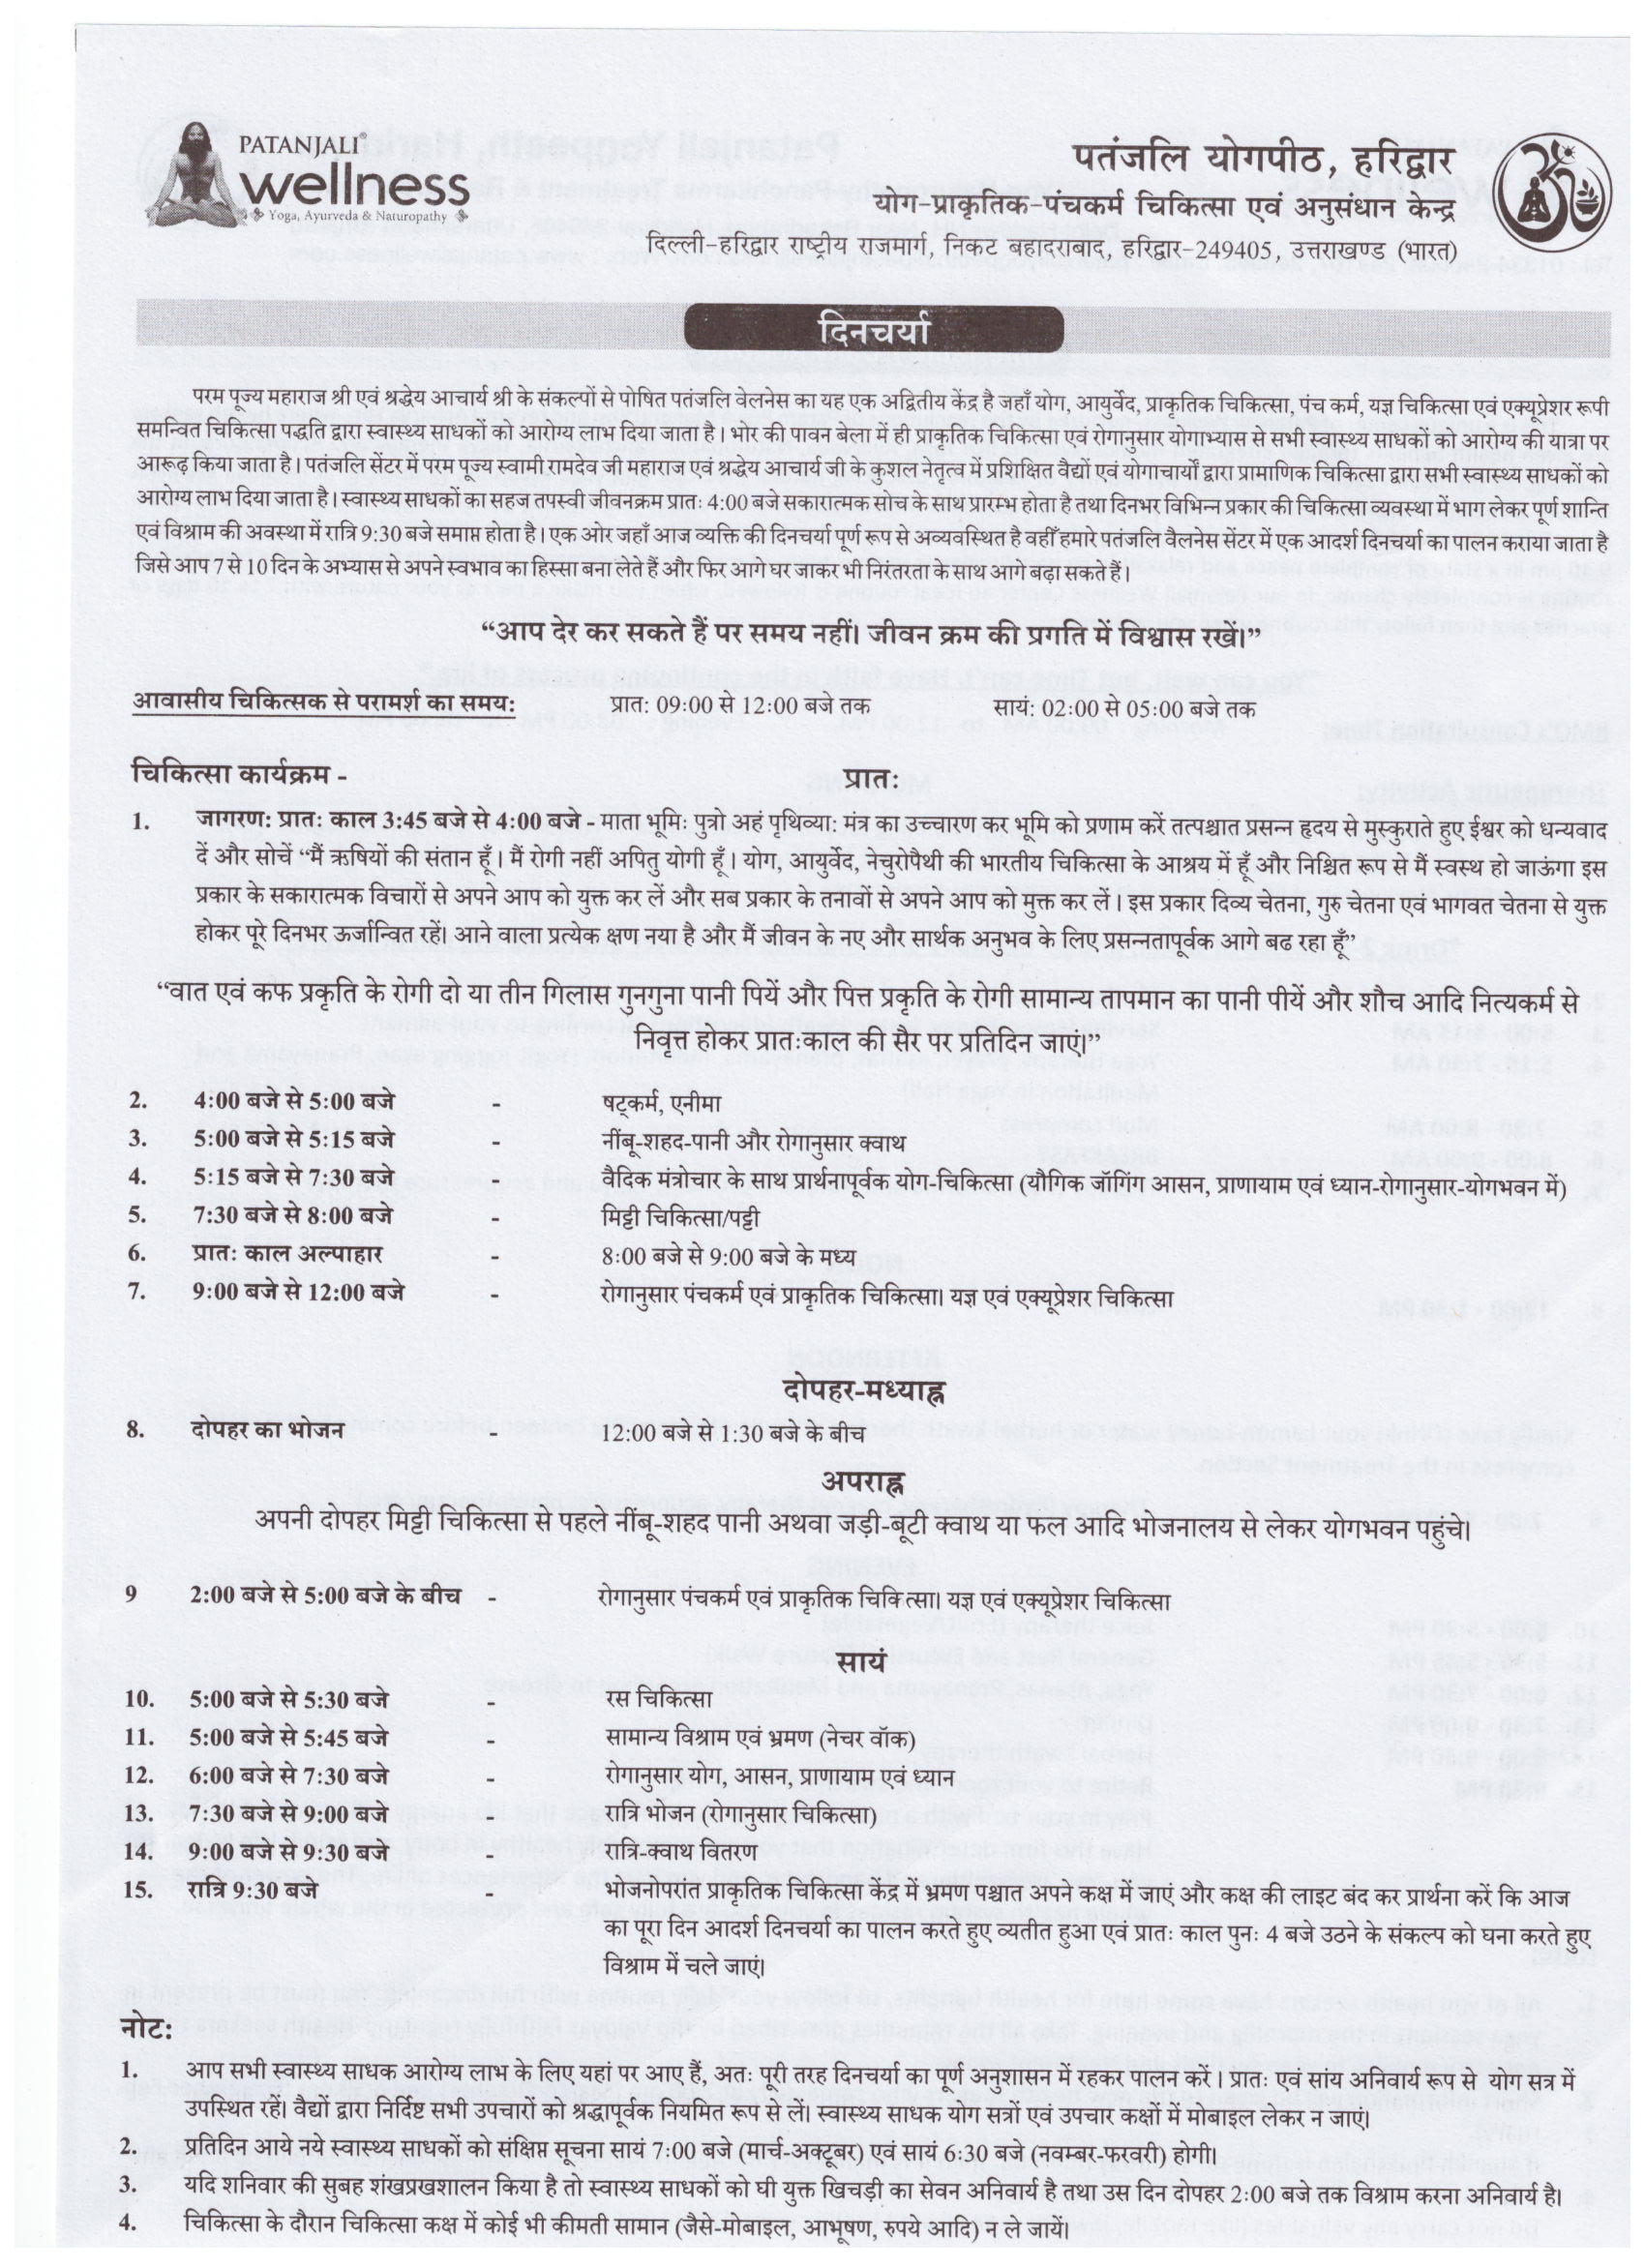 PATANJALI®
wellness
Yoga, Ayurveda & Naturopathy
पतंजलि योगपीठ, हरिद्वार
योग-प्राकृतिक-पंचकर्म चिकित्सा एवं अनुसंधान केन्द्र
दिल्ली-हरिद्वार राष्ट्रीय राजमार्ग, निकट बहादराबाद, हरिद्वार-249405, उत्तराखण्ड (भारत)
दिनचर्या
परम पूज्य महाराज श्री एवं श्रद्धेय आचार्य श्री के संकल्पों से पोषित पतंजलि वेलनेस का यह एक अद्वितीय केंद्र है जहाँ योग, आयुर्वेद, प्राकृतिक चिकित्सा, पंच कर्म, यज्ञ चिकित्सा एवं एक्यूप्रेशर रूपी
समन्वित चिकित्सा पद्धति द्वारा स्वास्थ्य साधकों को आरोग्य लाभ दिया जाता है। भोर की पावन बेला में ही प्राकृतिक चिकित्सा एवं रोगानुसार योगाभ्यास से सभी स्वास्थ्य साधकों को आरोग्य की यात्रा पर
आरूढ़ किया जाता है। पतंजलि सेंटर में परम पूज्य स्वामी रामदेव जी महाराज एवं श्रद्धेय आचार्य जी के कुशल नेतृत्व में प्रशिक्षित वैद्यों एवं योगाचार्यों द्वारा प्रामाणिक चिकित्सा द्वारा सभी स्वास्थ्य साधकों को
आरोग्य लाभ दिया जाता है। स्वास्थ्य साधकों का सहज तपस्वी जीवनक्रम प्रातः 4:00 बजे सकारात्मक सोच के साथ प्रारम्भ होता है तथा दिनभर विभिन्न प्रकार की चिकित्सा व्यवस्था में भाग लेकर पूर्ण शान्ति
एवं विश्राम की अवस्था में रात्रि 9:30 बजे समाप्त होता है। एक ओर जहाँ आज व्यक्ति की दिनचर्या पूर्ण रूप से अव्यवस्थित है वहीं हमारे पतंजलि वैलनेस सेंटर में एक आदर्श दिनचर्या का पालन कराया जाता है
जिसे आप 7 से 10 दिन के अभ्यास से अपने स्वभाव का हिस्सा बना लेते हैं और फिर आगे घर जाकर भी निरंतरता के साथ आगे बढ़ा सकते हैं।
“आप देर कर सकते हैं पर समय नहीं। जीवन क्रम की प्रगति में विश्वास रखें।”
आवासीय चिकित्सक से परामर्श का समय: प्रातः 09:00 से 12:00 बजे तक सायं: 02:00 से 05:00 बजे तक
चिकित्सा कार्यक्रम - प्रातः
1. जागरण: प्रातः काल 3:45 बजे से 4:00 बजे - माता भूमिः पुत्रो अहं पृथिव्या: मंत्र का उच्चारण कर भूमि को प्रणाम करें तत्पश्चात प्रसन्न हृदय से मुस्कुराते हुए ईश्वर को धन्यवाद
दें और सोचें “मैं ऋषियों की संतान हूँ। मैं रोगी नहीं अपितु योगी हूँ। योग, आयुर्वेद, नेचुरोपैथी की भारतीय चिकित्सा के आश्रय में हूँ और निश्चित रूप से मैं स्वस्थ हो जाऊंगा इस
प्रकार के सकारात्मक विचारों से अपने आप को युक्त कर लें और सब प्रकार के तनावों से अपने आप को मुक्त कर लें। इस प्रकार दिव्य चेतना, गुरु चेतना एवं भागवत चेतना से युक्त
होकर पूरे दिनभर ऊर्जान्वित रहें। आने वाला प्रत्येक क्षण नया है और मैं जीवन के नए और सार्थक अनुभव के लिए प्रसन्नतापूर्वक आगे बढ रहा हूँ”
“वात एवं कफ प्रकृति के रोगी दो या तीन गिलास गुनगुना पानी पियें और पित्त प्रकृति के रोगी सामान्य तापमान का पानी पीयें और शौच आदि नित्यकर्म से
निवृत्त होकर प्रातःकाल की सैर पर प्रतिदिन जाएं।”
2. 4:00 बजे से 5:00 बजे - षट्कर्म, एनीमा
3. 5:00 बजे से 5:15 बजे - नींबू-शहद-पानी और रोगानुसार क्वाथ
4. 5:15 बजे से 7:30 बजे - वैदिक मंत्रोचार के साथ प्रार्थनापूर्वक योग-चिकित्सा (यौगिक जॉगिंग आसन, प्राणायाम एवं ध्यान-रोगानुसार-योगभवन में)
5. 7:30 बजे से 8:00 बजे - मिट्टी चिकित्सा/पट्टी
6. प्रातः काल अल्पाहार - 8:00 बजे से 9:00 बजे के मध्य
7. 9:00 बजे से 12:00 बजे - रोगानुसार पंचकर्म एवं प्राकृतिक चिकित्सा। यज्ञ एवं एक्यूप्रेशर चिकित्सा
दोपहर-मध्याह्न
8. दोपहर का भोजन - 12:00 बजे से 1:30 बजे के बीच
अपराह्न
अपनी दोपहर मिट्टी चिकित्सा से पहले नींबू-शहद पानी अथवा जड़ी-बूटी क्वाथ या फल आदि भोजनालय से लेकर योगभवन पहुंचे।
9 2:00 बजे से 5:00 बजे के बीच - रोगानुसार पंचकर्म एवं प्राकृतिक चिकित्सा। यज्ञ एवं एक्यूप्रेशर चिकित्सा
सायं
10. 5:00 बजे से 5:30 बजे - रस चिकित्सा
11. 5:00 बजे से 5:45 बजे - सामान्य विश्राम एवं भ्रमण (नेचर वॉक)
12. 6:00 बजे से 7:30 बजे - रोगानुसार योग, आसन, प्राणायाम एवं ध्यान
13. 7:30 बजे से 9:00 बजे - रात्रि भोजन (रोगानुसार चिकित्सा)
14. 9:00 बजे से 9:30 बजे - रात्रि-क्वाथ वितरण
15. रात्रि 9:30 बजे - भोजनोपरांत प्राकृतिक चिकित्सा केंद्र में भ्रमण पश्चात अपने कक्ष में जाएं और कक्ष की लाइट बंद कर प्रार्थना करें कि आज
का पूरा दिन आदर्श दिनचर्या का पालन करते हुए व्यतीत हुआ एवं प्रातः काल पुनः 4 बजे उठने के संकल्प को घना करते हुए
विश्राम में चले जाएं।
नोट:
1. आप सभी स्वास्थ्य साधक आरोग्य लाभ के लिए यहां पर आए हैं, अतः पूरी तरह दिनचर्या का पूर्ण अनुशासन में रहकर पालन करें। प्रातः एवं सांय अनिवार्य रूप से योग सत्र में
उपस्थित रहें। वैद्यों द्वारा निर्दिष्ट सभी उपचारों को श्रद्धापूर्वक नियमित रूप से लें। स्वास्थ्य साधक योग सत्रों एवं उपचार कक्षों में मोबाइल लेकर न जाएं।
2. प्रतिदिन आये नये स्वास्थ्य साधकों को संक्षिप्त सूचना सायं 7:00 बजे (मार्च-अक्टूबर) एवं सायं 6:30 बजे (नवम्बर-फरवरी) होगी।
3. यदि शनिवार की सुबह शंखप्रखशालन किया है तो स्वास्थ्य साधकों को घी युक्त खिचड़ी का सेवन अनिवार्य है तथा उस दिन दोपहर 2:00 बजे तक विश्राम करना अनिवार्य है।
4. चिकित्सा के दौरान चिकित्सा कक्ष में कोई भी कीमती सामान (जैसे-मोबाइल, आभूषण, रुपये आदि) न ले जायें।